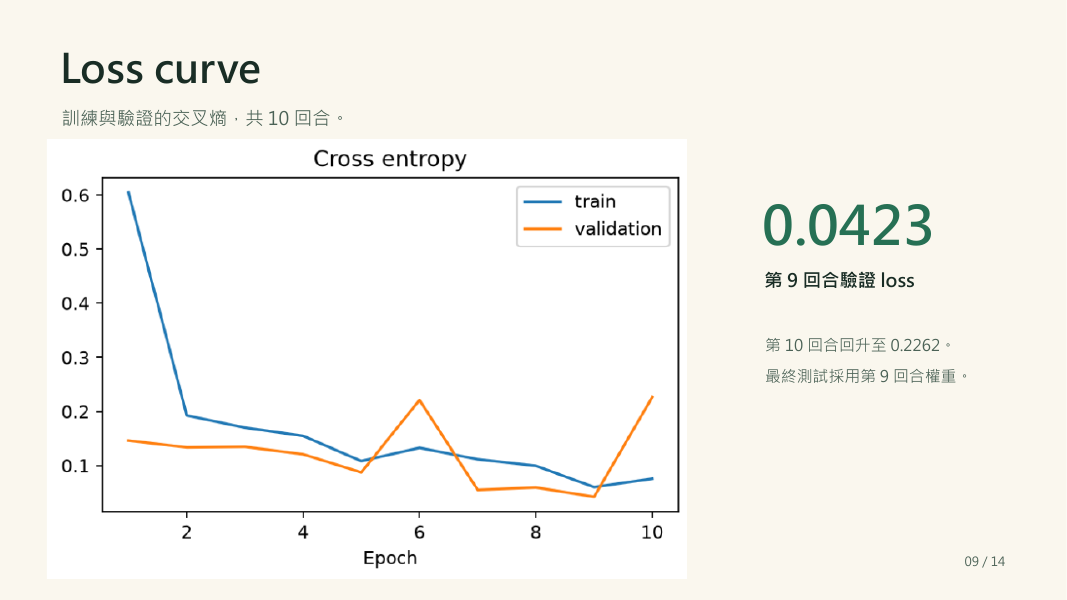 Loss curve
訓練與驗證的交叉熵，共 10 回合。
Cross entropy
train
validation
0.6
0.5
0.4
0.3
0.2
0.1
2 4 6 8 10
Epoch
0.0423
第 9 回合驗證 loss
第 10 回合回升至 0.2262。
最終測試採用第 9 回合權重。
09 / 14